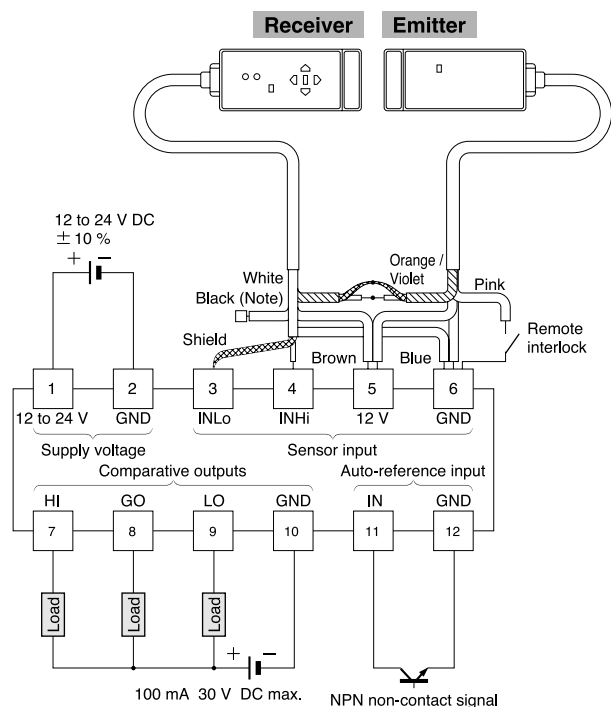 Receiver Emitter
12 to 24 V DC
± 10 %
+ −
White
Orange /
Violet
Pink
Black (Note)
Shield
Brown
Blue
Remote
interlock
1 2 3 4 5 6
12 to 24 V GND INLo INHi 12 V GND
Supply voltage Sensor input
Comparative outputs Auto-reference input
HI GO LO GND IN GND
7 8 9 10 11 12
Load Load Load
+ −
100 mA 30 V DC max.
NPN non-contact signal